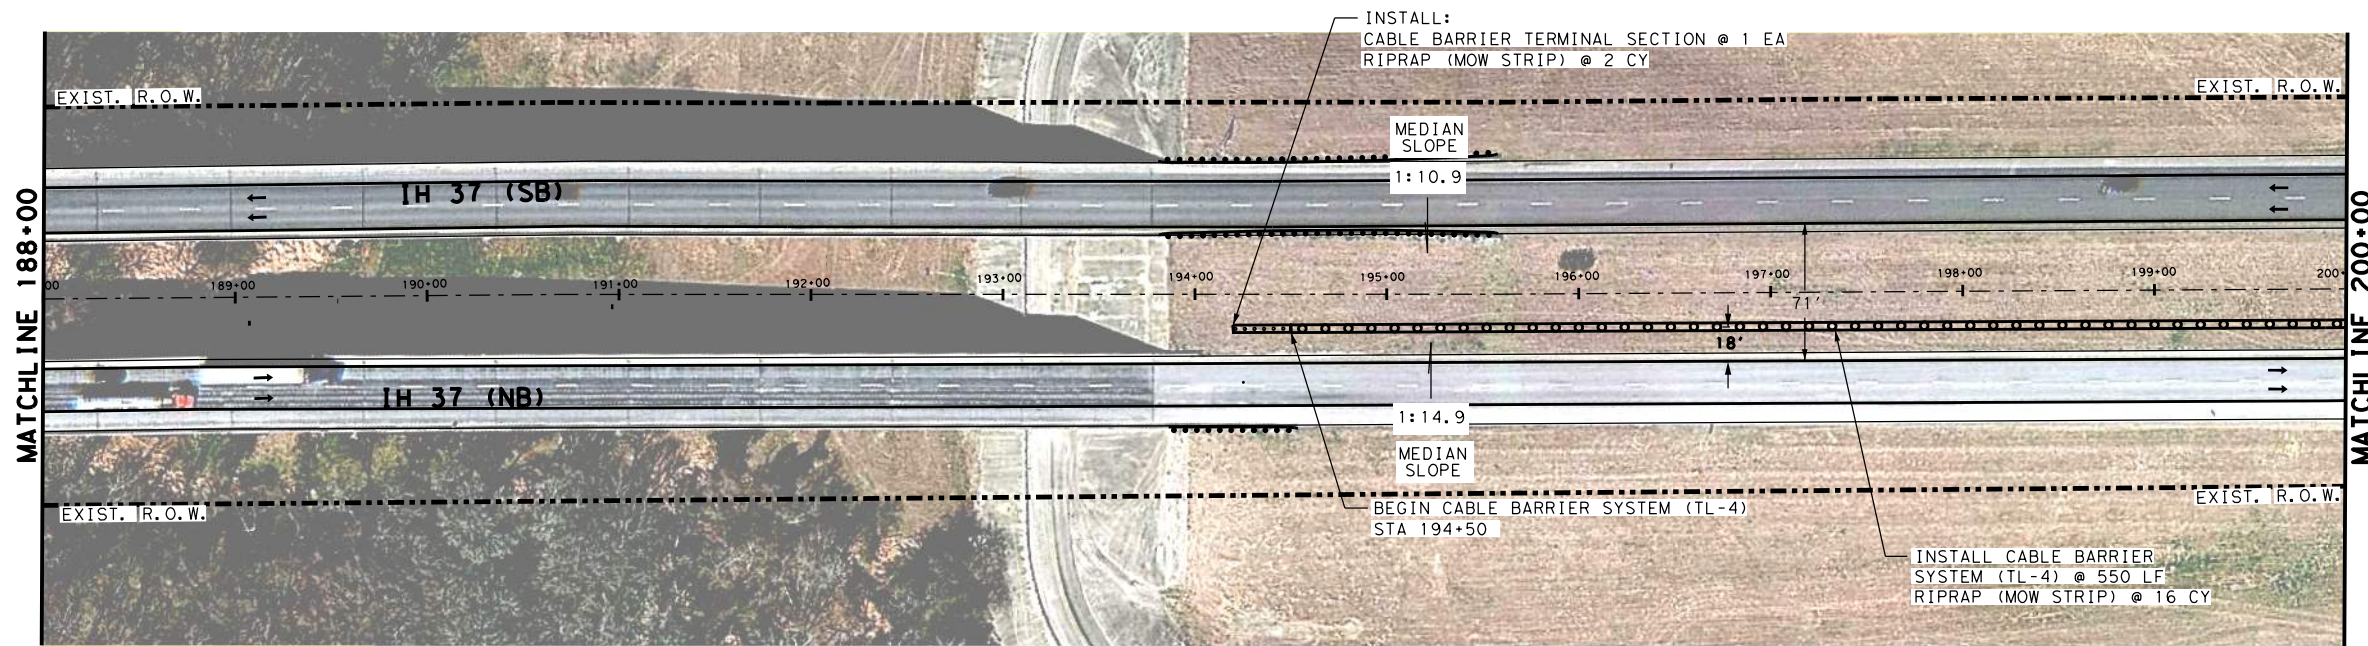 INSTALL:
CABLE BARRIER TERMINAL SECTION @ 1 EA
RIPRAP (MOW STRIP) @ 2 CY
EXIST. R.O.W.
EXIST. R.O.W.
MEDIAN
SLOPE
1:10.9
IH 37 (SB)
MATCHLINE 188+00
MATCHLINE 200+00
00
189+00
190+00
191+00
192+00
193+00
194+00
195+00
196+00
197+00
198+00
199+00
200+
71'
18'
IH 37 (NB)
1:14.9
MEDIAN
SLOPE
EXIST. R.O.W.
EXIST. R.O.W.
BEGIN CABLE BARRIER SYSTEM (TL-4)
STA 194+50
INSTALL CABLE BARRIER
SYSTEM (TL-4) @ 550 LF
RIPRAP (MOW STRIP) @ 16 CY